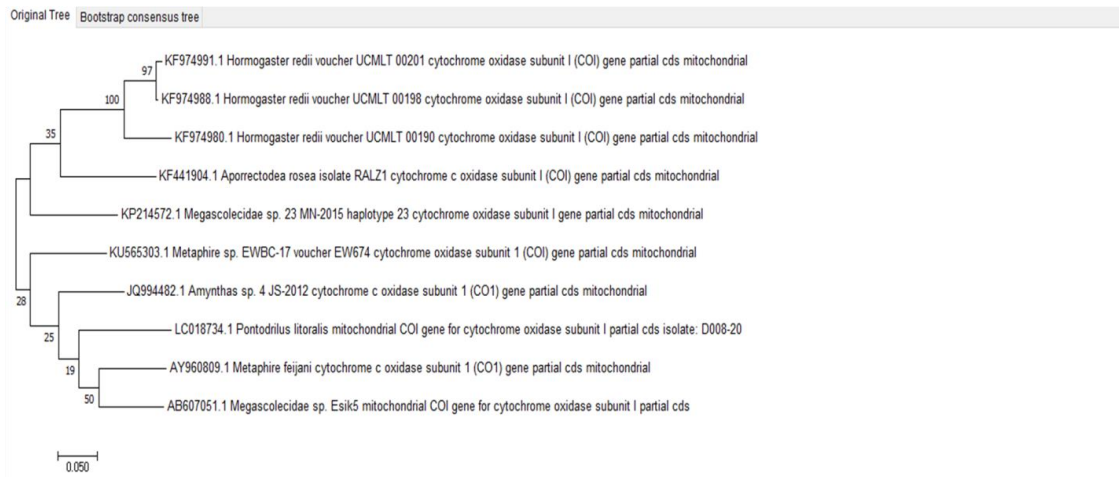 Original Tree Bootstrap consensus tree
97
KF974991.1 Hormogaster redii voucher UCMLT 00201 cytochrome oxidase subunit I (COI) gene partial cds mitochondrial
100
KF974988.1 Hormogaster redii voucher UCMLT 00198 cytochrome oxidase subunit I (COI) gene partial cds mitochondrial
35
KF974980.1 Hormogaster redii voucher UCMLT 00190 cytochrome oxidase subunit I (COI) gene partial cds mitochondrial
KF441904.1 Aporrectodea rosea isolate RALZ1 cytochrome c oxidase subunit I (COI) gene partial cds mitochondrial
KP214572.1 Megascolecidae sp. 23 MN-2015 haplotype 23 cytochrome oxidase subunit I gene partial cds mitochondrial
KU565303.1 Metaphire sp. EWBC-17 voucher EW674 cytochrome oxidase subunit 1 (COI) gene partial cds mitochondrial
JQ994482.1 Amynthas sp. 4 JS-2012 cytochrome c oxidase subunit 1 (CO1) gene partial cds mitochondrial
28
LC018734.1 Pontodrilus litoralis mitochondrial COI gene for cytochrome oxidase subunit I partial cds isolate: D008-20
25
AY960809.1 Metaphire feijani cytochrome c oxidase subunit 1 (CO1) gene partial cds mitochondrial
19
AB607051.1 Megascolecidae sp. Esik5 mitochondrial COI gene for cytochrome oxidase subunit I partial cds
50
0.050